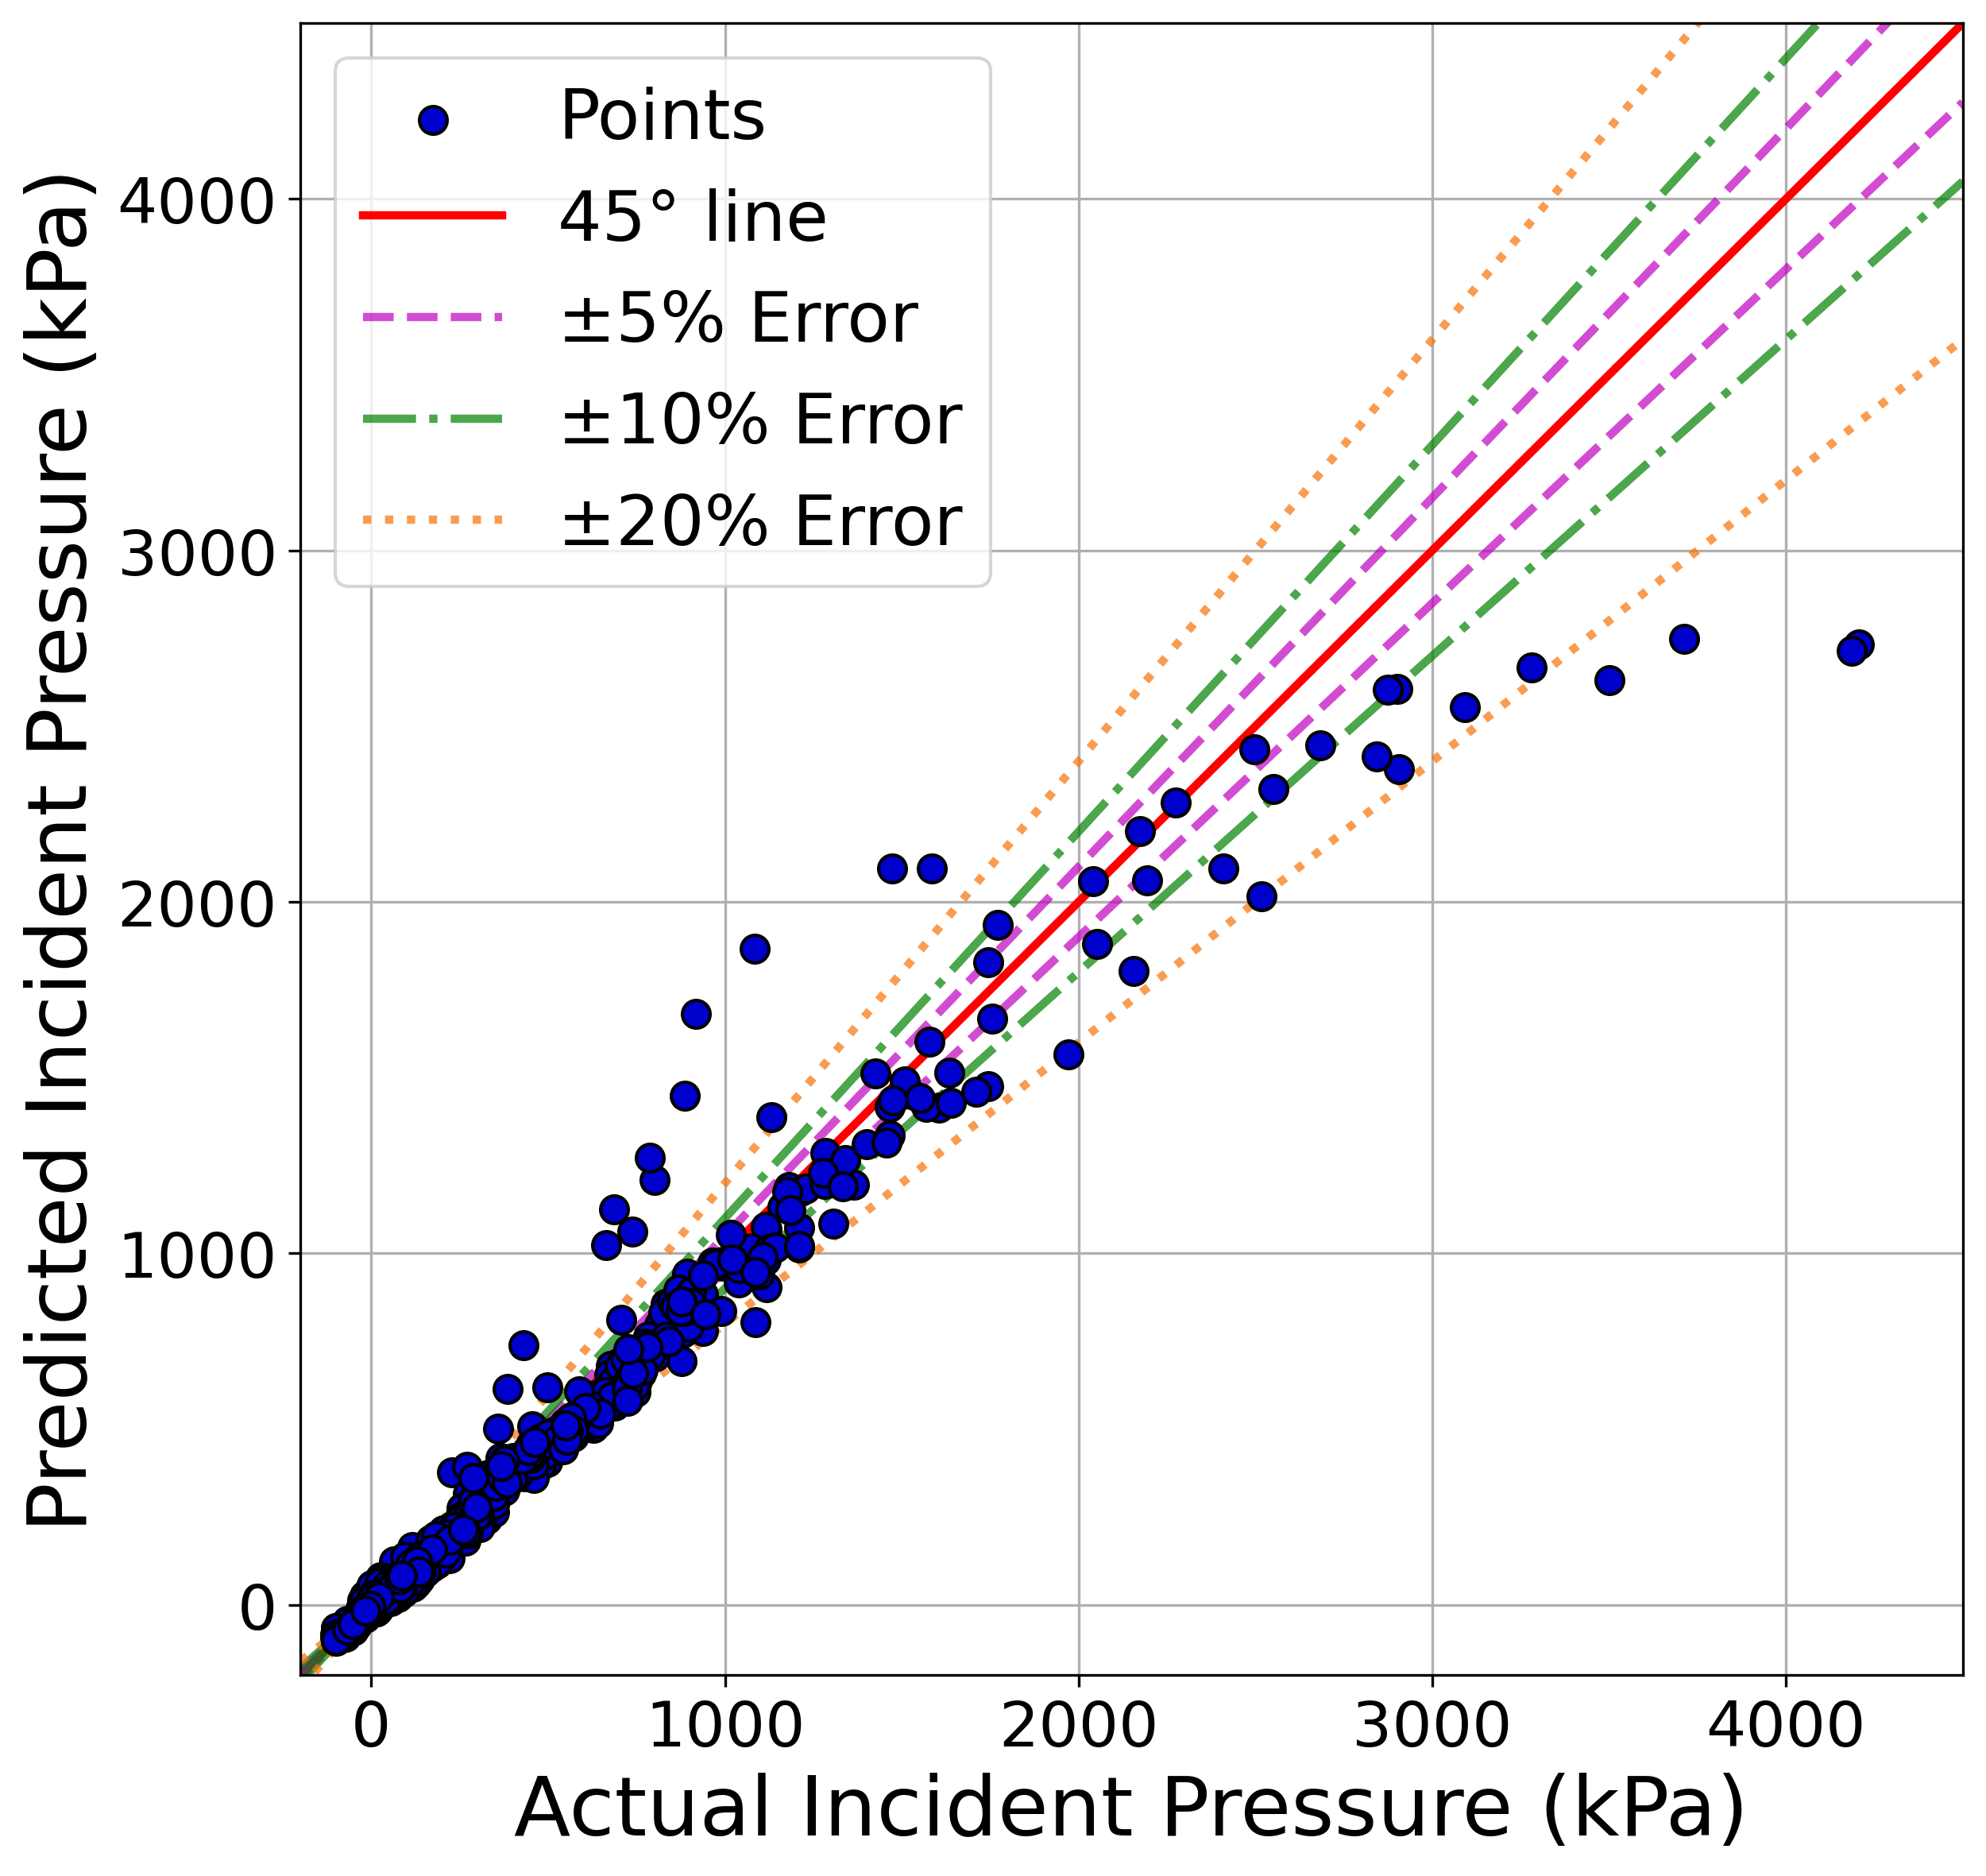 Points
45° line
±5% Error
±10% Error
±20% Error
Predicted Incident Pressure (kPa)
4000
3000
2000
1000
0
0
1000
2000
3000
4000
Actual Incident Pressure (kPa)